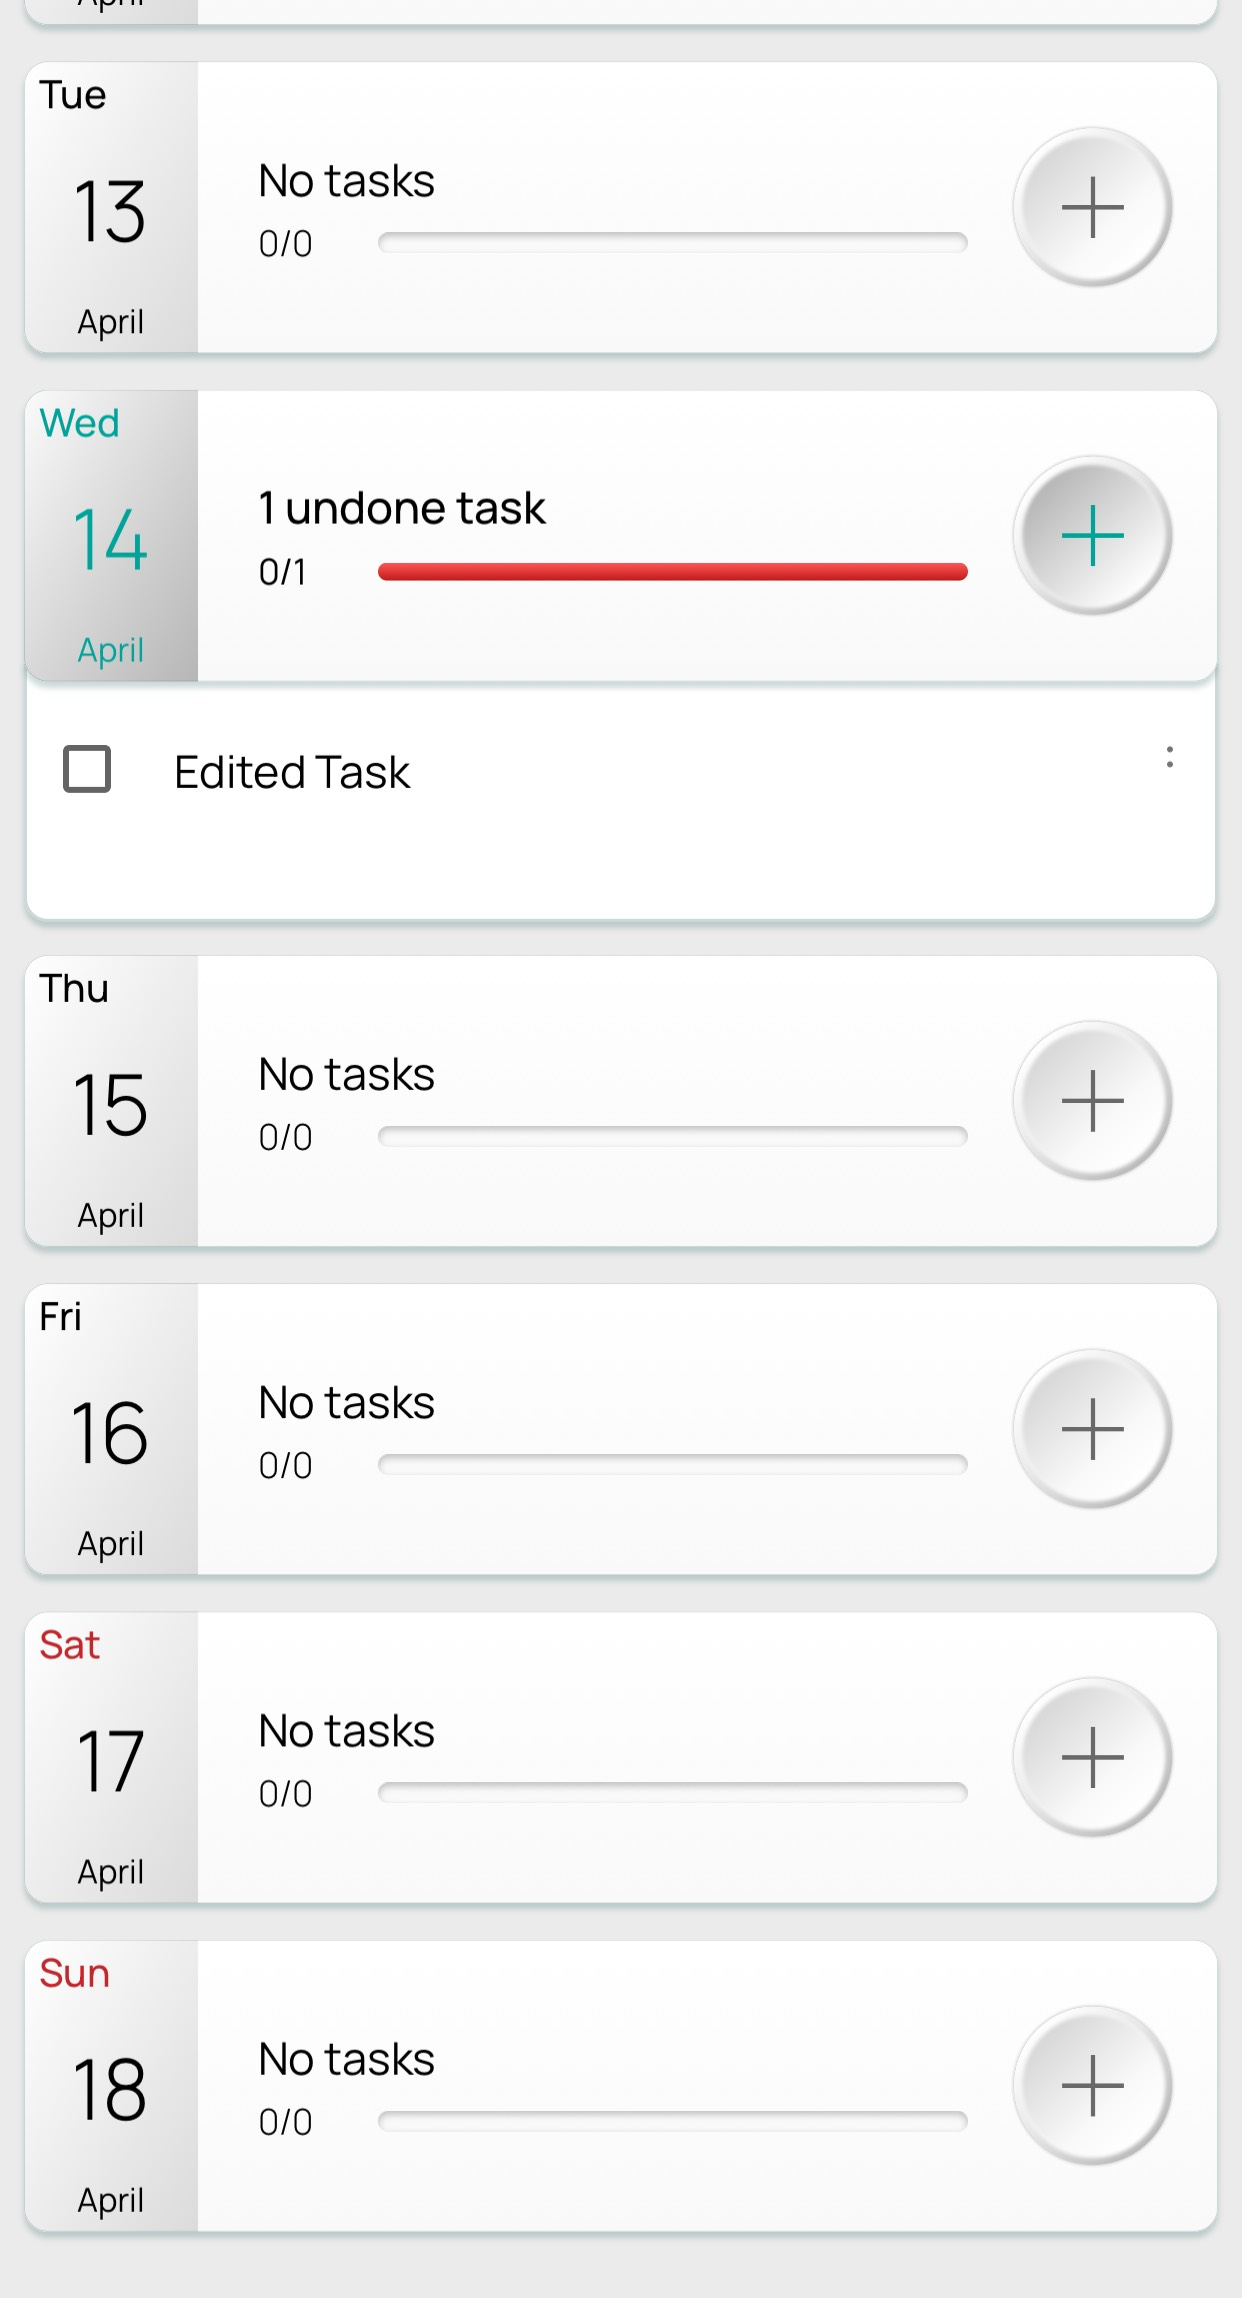 April
Tue
13
April
No tasks
0/0
Wed
14
April
1 undone task
0/1
Edited Task
Thu
15
April
No tasks
0/0
Fri
16
April
No tasks
0/0
Sat
17
April
No tasks
0/0
Sun
18
April
No tasks
0/0